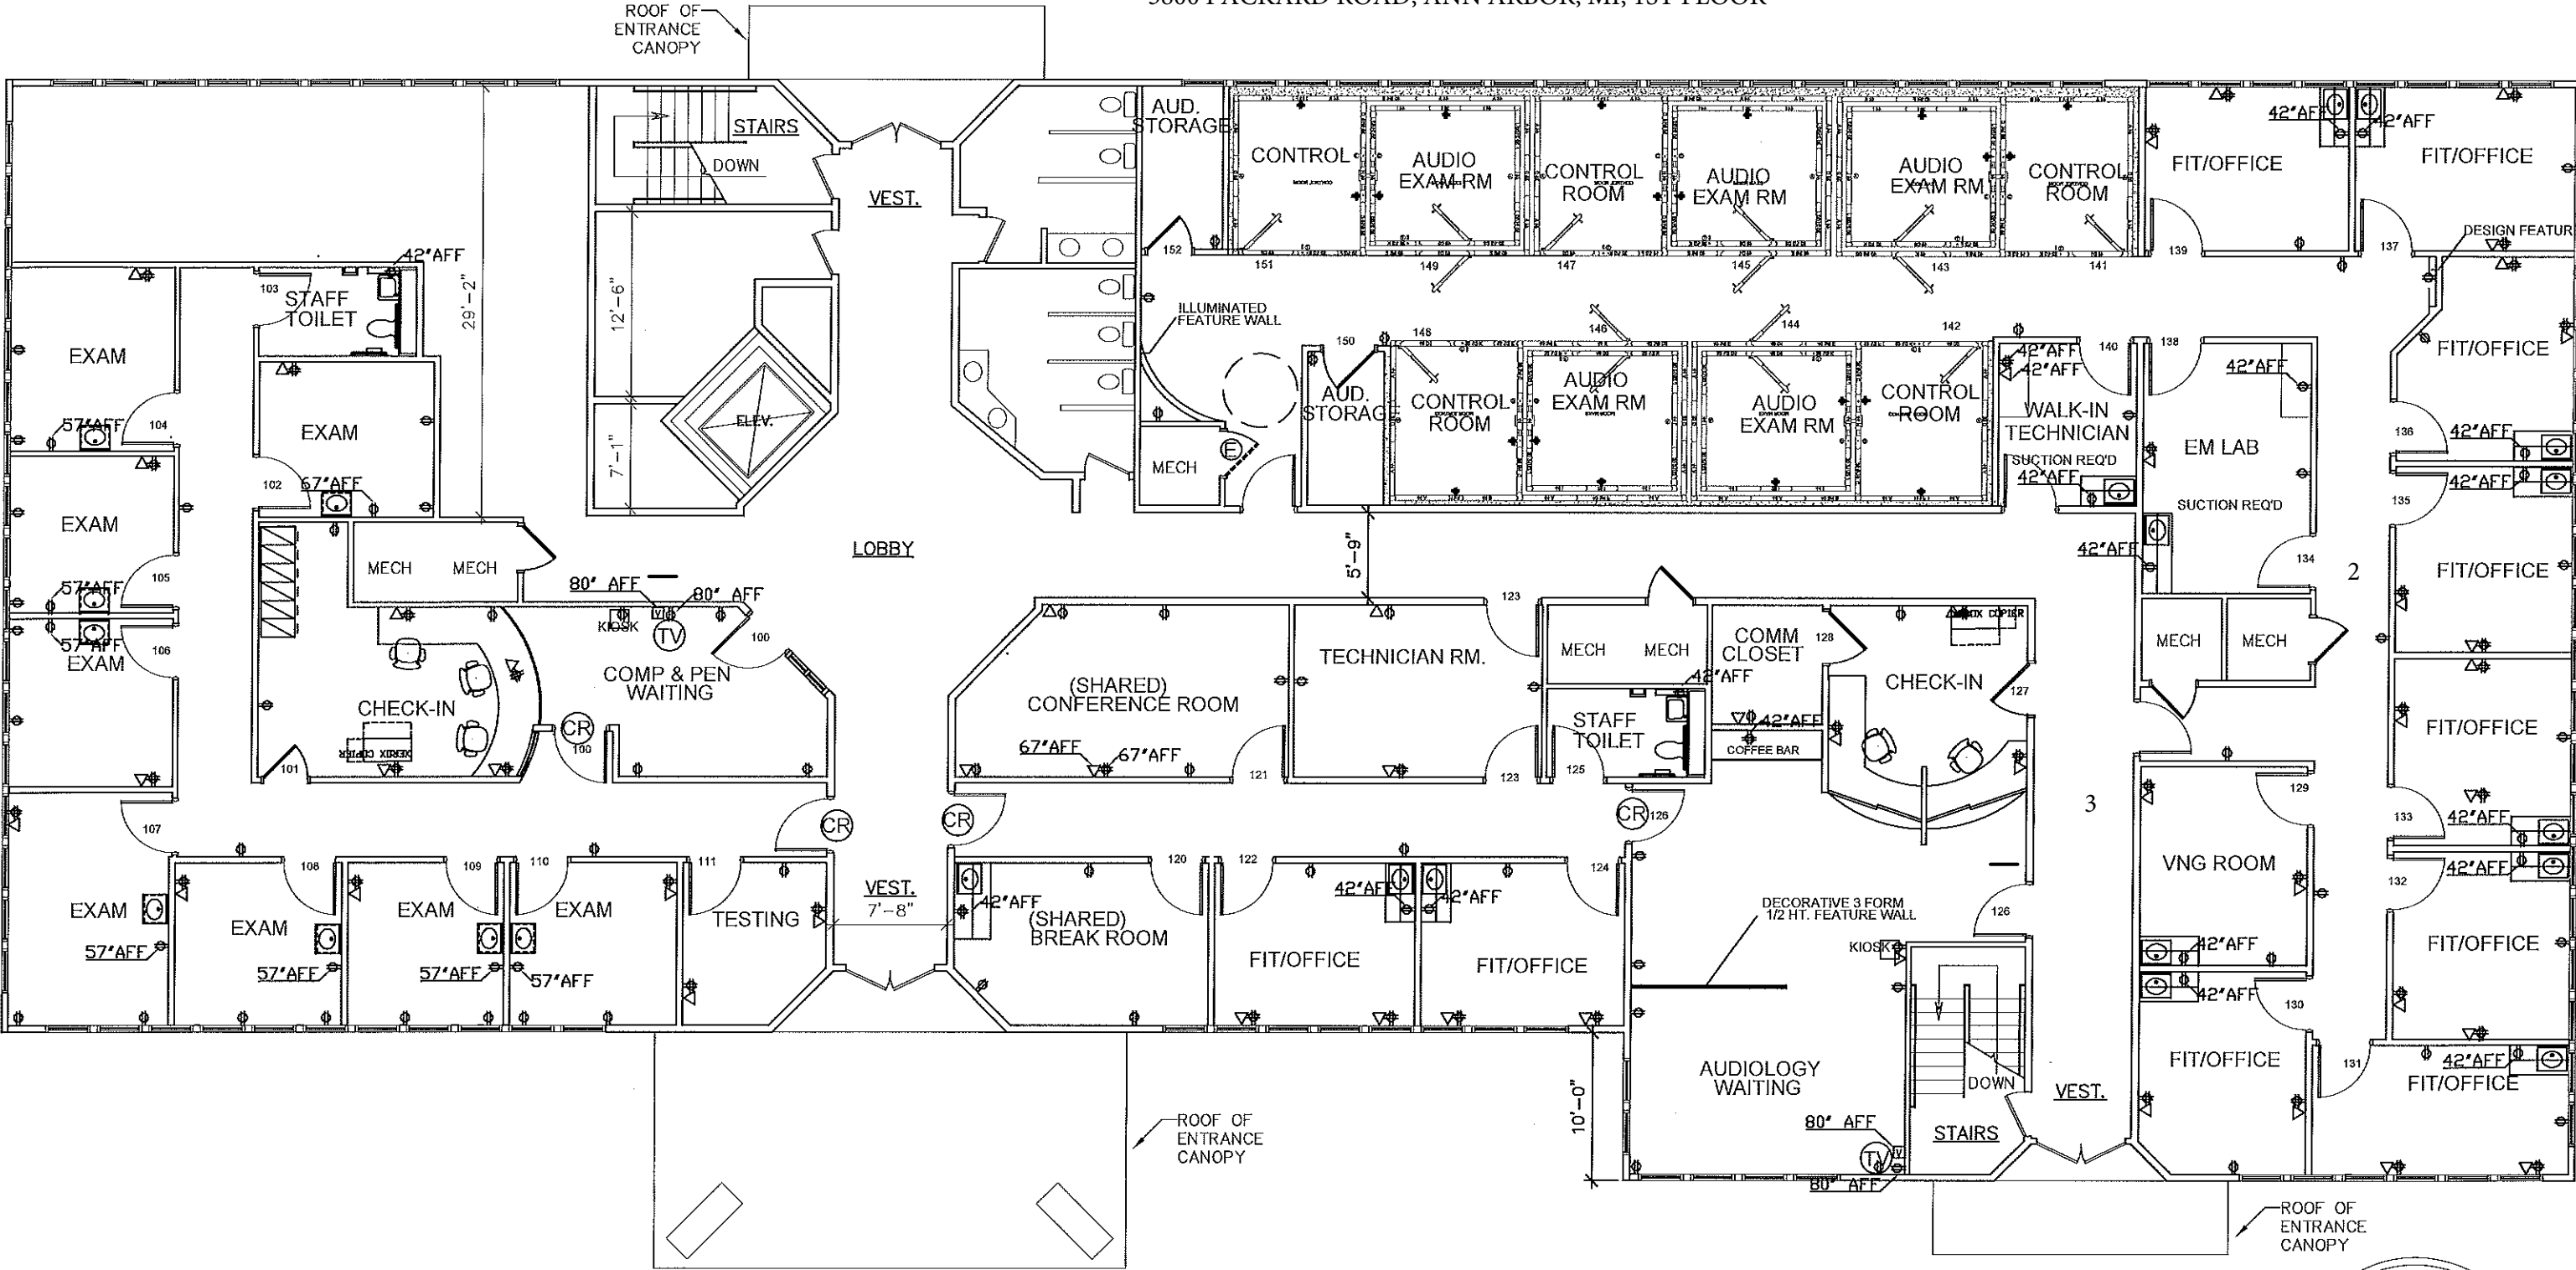 3800 PACKARD ROAD, ANN ARBOR, MI, 1ST FLOOR
ROOF OF
ENTRANCE
CANOPY
STAIRS
DOWN
VEST.
AUD.
STORAGE
CONTROL
AUDIO
EXAM RM
CONTROL
ROOM
AUDIO
EXAM RM
AUDIO
EXAM RM
CONTROL
ROOM
FIT/OFFICE
42"AFF
42"AFF
FIT/OFFICE
DESIGN FEATUR
152
151
149
147
145
143
141
139
137
42"AFF
103
STAFF
TOILET
29'-2"
12'-6"
7'-1"
ELEV.
ILLUMINATED
FEATURE WALL
150
148
146
144
142
140
138
EXAM
57"AFF
104
EXAM
102
67"AFF
MECH
E
AUD.
STORAGE
CONTROL
ROOM
AUDIO
EXAM RM
AUDIO
EXAM RM
CONTROL
ROOM
42"AFF
42"AFF
WALK-IN
TECHNICIAN
SUCTION REQ'D
42"AFF
42"AFF
EM LAB
SUCTION REQ'D
42"AFF
134
FIT/OFFICE
136
42"AFF
135
42"AFF
2
FIT/OFFICE
EXAM
57"AFF
105
57"AFF
EXAM
106
MECH
MECH
LOBBY
5'-9"
80" AFF
80" AFF
KIOSK
TV
100
COMP & PEN
WAITING
CHECK-IN
XEROX COPIER
101
CR
100
(SHARED)
CONFERENCE ROOM
67"AFF
67"AFF
121
123
TECHNICIAN RM.
123
MECH
MECH
42"AFF
STAFF
TOILET
125
COMM
CLOSET
128
42"AFF
COFFEE BAR
XEROX COPIER
CHECK-IN
127
MECH
MECH
3
129
VNG ROOM
42"AFF
42"AFF
130
FIT/OFFICE
133
42"AFF
132
42"AFF
FIT/OFFICE
107
EXAM
57"AFF
108
EXAM
57"AFF
109
EXAM
57"AFF
110
EXAM
57"AFF
111
TESTING
CR
CR
VEST.
7'-8"
42"AFF
120
(SHARED)
BREAK ROOM
122
FIT/OFFICE
42"AFF
42"AFF
124
FIT/OFFICE
CR
126
DECORATIVE 3 FORM
1/2 HT. FEATURE WALL
126
KIOSK
AUDIOLOGY
WAITING
10'-0"
80" AFF
TV
80" AFF
DOWN
STAIRS
VEST.
FIT/OFFICE
131
42"AFF
FIT/OFFICE
ROOF OF
ENTRANCE
CANOPY
ROOF OF
ENTRANCE
CANOPY